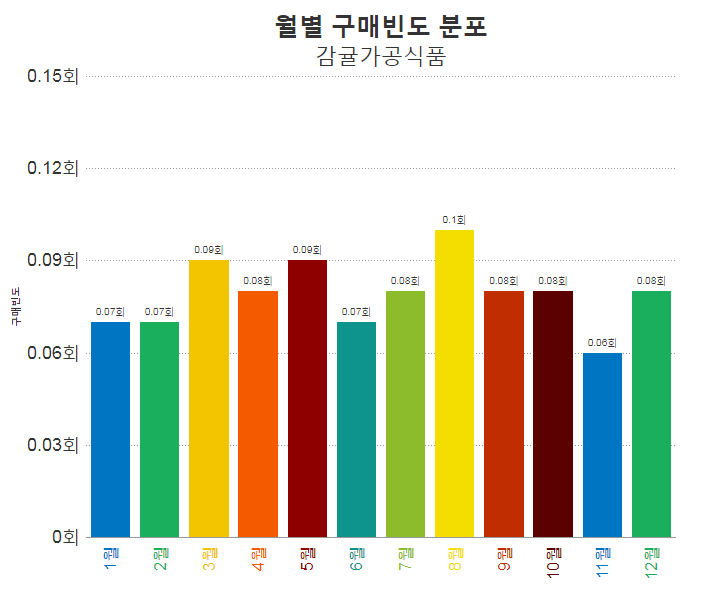 월별 구매빈도 분포
감귤가공식품
0.15회
0.12회
0.09회
0.06회
0.03회
0회
구매빈도
0.07회
0.07회
0.09회
0.08회
0.09회
0.07회
0.08회
0.1회
0.08회
0.08회
0.06회
0.08회
1월
2월
3월
4월
5월
6월
7월
8월
9월
10월
11월
12월